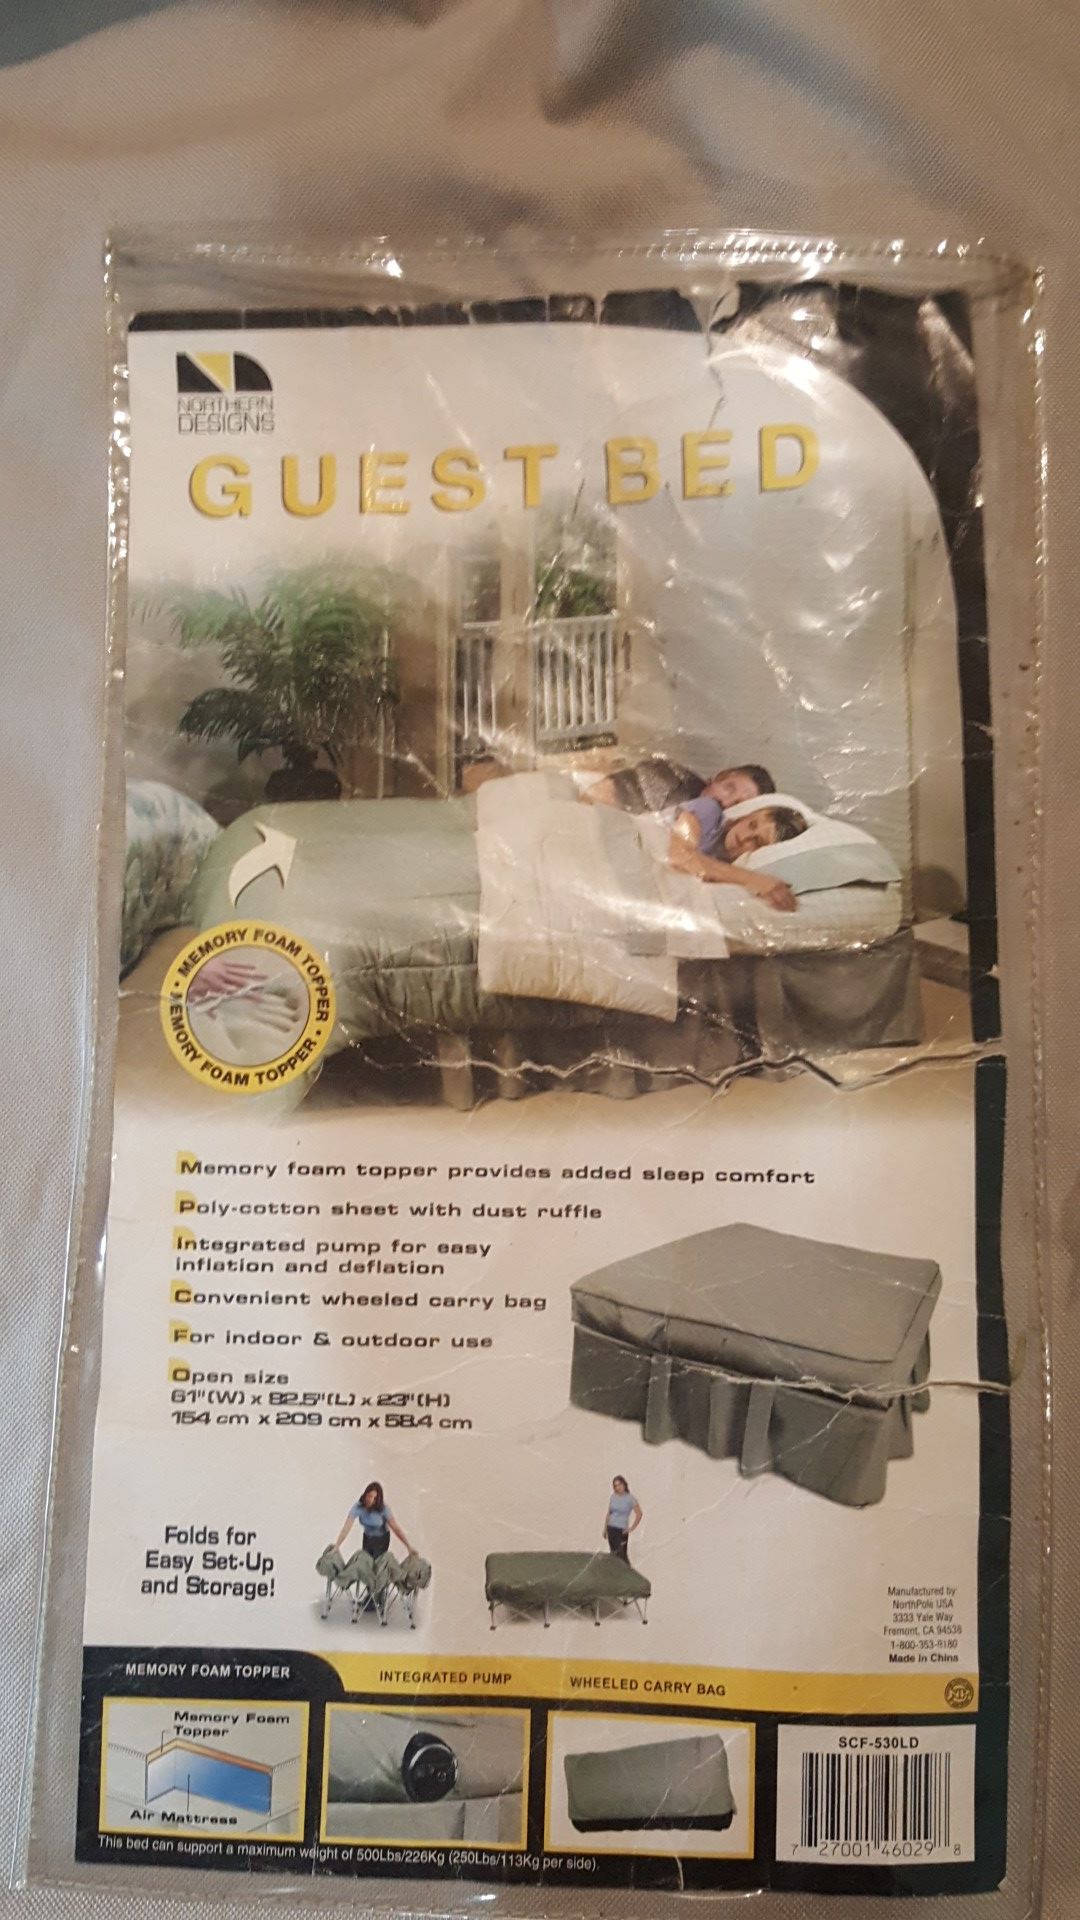 NORTHERN
DESIGNS
GUEST BED
MEMORY FOAM TOPPER • MEMORY FOAM TOPPER •
Memory foam topper provides added sleep comfort
Poly-cotton sheet with dust ruffle
Integrated pump for easy
inflation and deflation
Convenient wheeled carry bag
For indoor & outdoor use
Open size
61"(W) x 82.5"(L) x 23"(H)
154 cm x 209 cm x 58.4 cm
Folds for
Easy Set-Up
and Storage!
Manufactured by
NorthPole USA
3333 Yale Way
Fremont, CA 94538
1-800-353-9180
Made in China
MEMORY FOAM TOPPER
INTEGRATED PUMP
WHEELED CARRY BAG
Memory Foam
Topper
Air Mattress
SCF-530LD
7 27001 46029 8
This bed can support a maximum weight of 500Lbs/226Kg (250Lbs/113Kg per side).